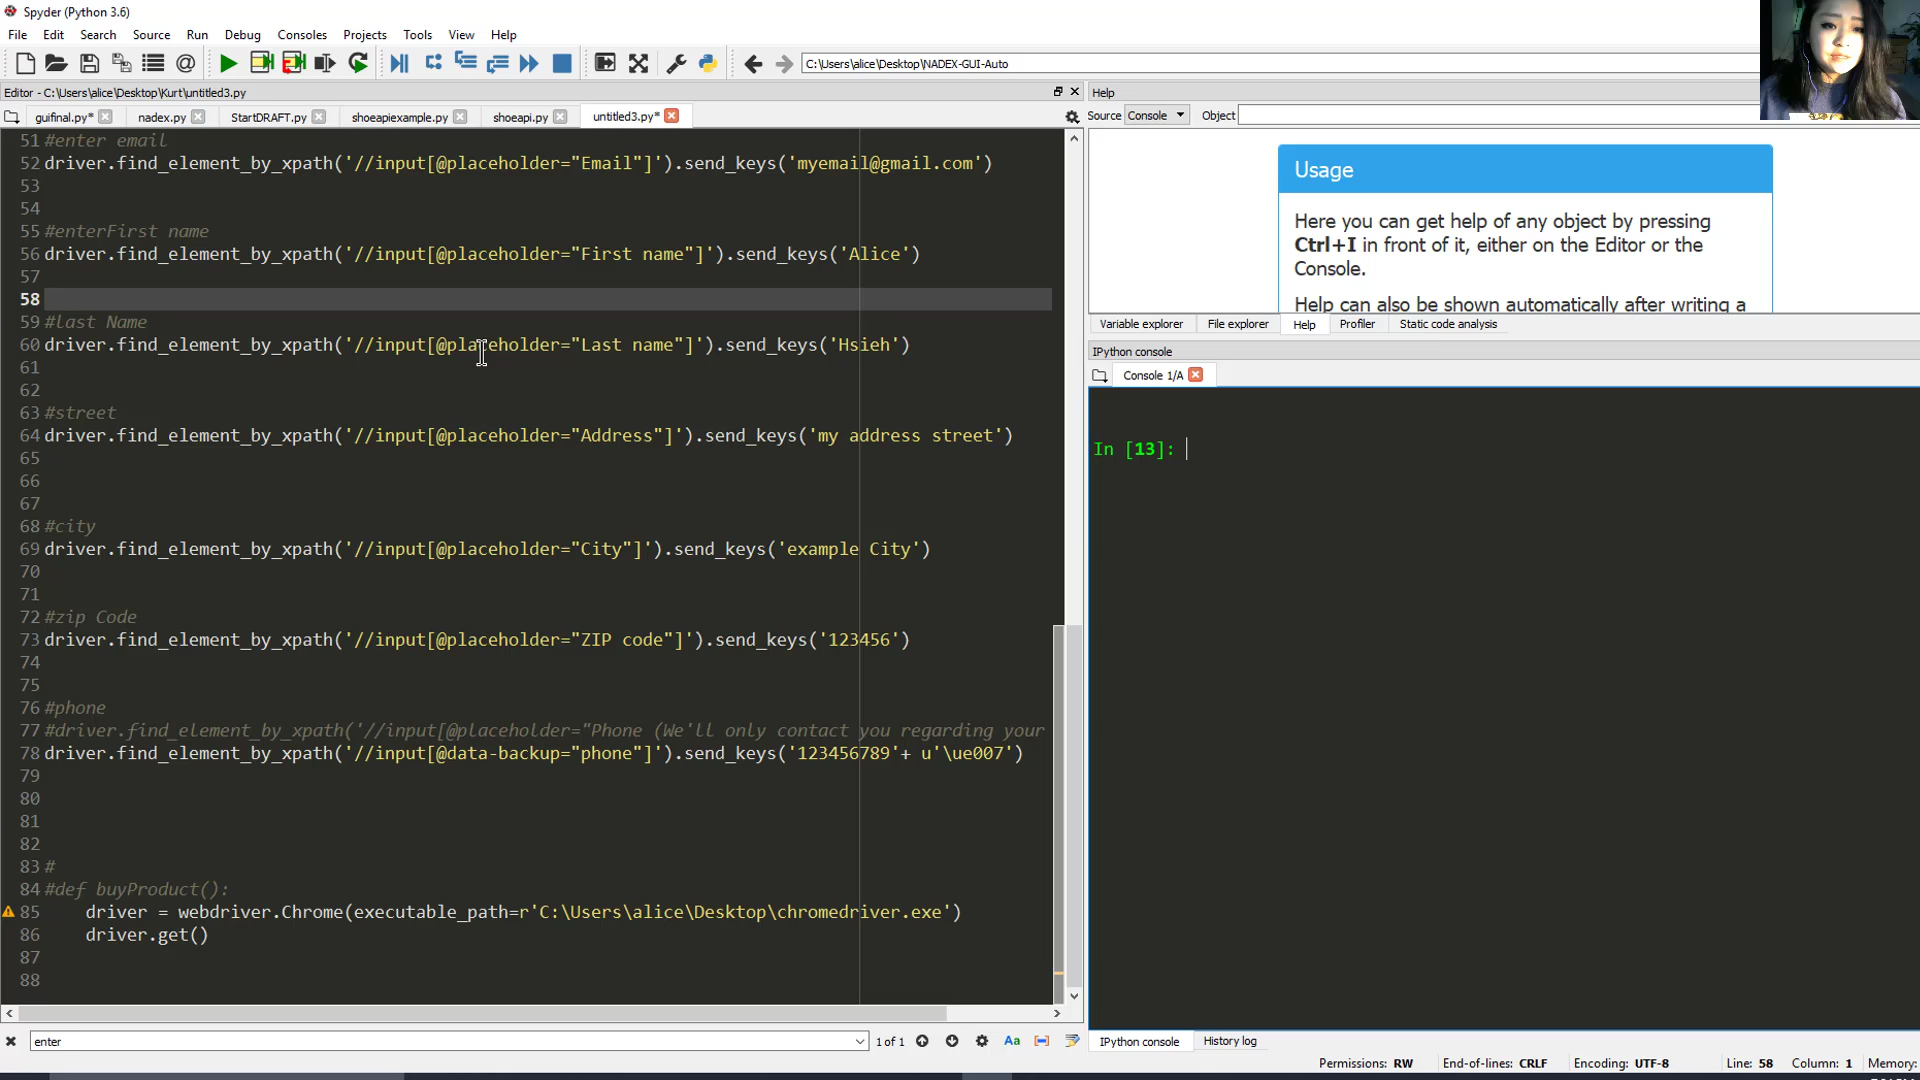 Spyder (Python 3.6)
File Edit Search Source Run Debug Consoles Projects Tools View Help
C:\Users\alice\Desktop\NADEX-GUI-Auto
Editor - C:\Users\alice\Desktop\Kurt\untitled3.py
guifinal.py* nadex.py StartDRAFT.py shoeapiexample.py shoeapi.py untitled3.py*
51 #enter email
52 driver.find_element_by_xpath('//input[@placeholder="Email"]').send_keys('myemail@gmail.com')
53
54
55 #enterFirst name
56 driver.find_element_by_xpath('//input[@placeholder="First name"]').send_keys('Alice')
57
58
59 #last Name
60 driver.find_element_by_xpath('//input[@placeholder="Last name"]').send_keys('Hsieh')
61
62
63 #street
64 driver.find_element_by_xpath('//input[@placeholder="Address"]').send_keys('my address street')
65
66
67
68 #city
69 driver.find_element_by_xpath('//input[@placeholder="City"]').send_keys('example City')
70
71
72 #zip Code
73 driver.find_element_by_xpath('//input[@placeholder="ZIP code"]').send_keys('123456')
74
75
76 #phone
77 #driver.find_element_by_xpath('//input[@placeholder="Phone (We'll only contact you regarding your
78 driver.find_element_by_xpath('//input[@data-backup="phone"]').send_keys('123456789'+ u'\ue007')
79
80
81
82
83 #
84 #def buyProduct():
85 driver = webdriver.Chrome(executable_path=r'C:\Users\alice\Desktop\chromedriver.exe')
86 driver.get()
87
88
enter
1 of 1
Aa
Help
Source Console Object
Usage
Here you can get help of any object by pressing
Ctrl+I in front of it, either on the Editor or the
Console.
Help can also be shown automatically after writing a
Variable explorer File explorer Help Profiler Static code analysis
IPython console
Console 1/A
In [13]:
IPython console History log
Permissions: RW End-of-lines: CRLF Encoding: UTF-8 Line: 58 Column: 1 Memory: